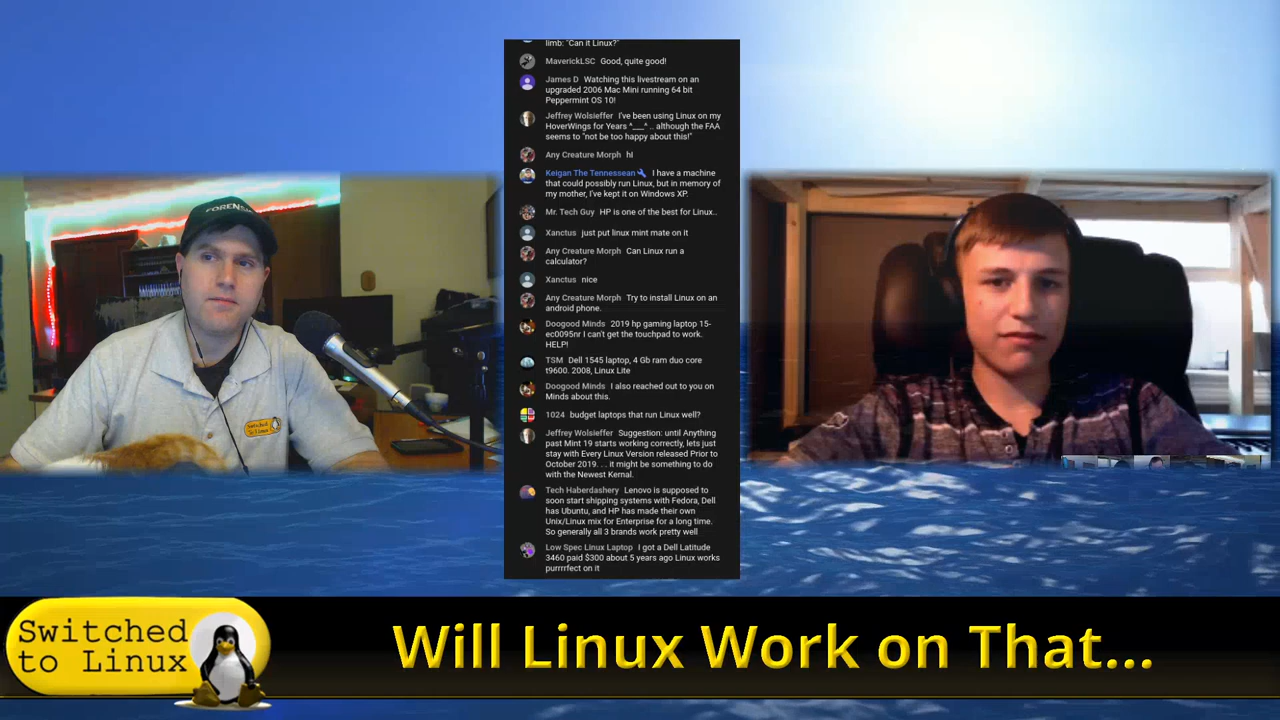 limb: "Can it Linux?"
MaverickLSC Good, quite good!
James D Watching this livestream on an
upgraded 2006 Mac Mini running 64 bit
Peppermint OS 10!
Jeffrey Wolsieffer I've been using Linux on my
HoverWings for Years ^___^ .. although the FAA
seems to "not be too happy about this!"
Any Creature Morph hI
Keigan The Tennessean I have a machine
that could possibly run Linux, but in memory of
my mother, I've kept it on Windows XP.
Mr. Tech Guy HP is one of the best for Linux..
Xanctus just put linux mint mate on it
Any Creature Morph Can Linux run a
calculator?
Xanctus nice
Any Creature Morph Try to install Linux on an
android phone.
Doogood Minds 2019 hp gaming laptop 15-
ec0095nr I can't get the touchpad to work.
HELP!
TSM Dell 1545 laptop, 4 Gb ram duo core
t9600. 2008, Linux Lite
Doogood Minds I also reached out to you on
Minds about this.
1024 budget laptops that run Linux well?
Jeffrey Wolsieffer Suggestion: until Anything
past Mint 19 starts working correctly, lets just
stay with Every Linux Version released Prior to
October 2019. . . it might be something to do
with the Newest Kernal.
Tech Haberdashery Lenovo is supposed to
soon start shipping systems with Fedora, Dell
has Ubuntu, and HP has made their own
Unix/Linux mix for Enterprise for a long time.
So generally all 3 brands work pretty well
Low Spec Linux Laptop I got a Dell Latitude
3460 paid $300 about 5 years ago Linux works
purrrrfect on it
Switched
to Linux
Will Linux Work on That...